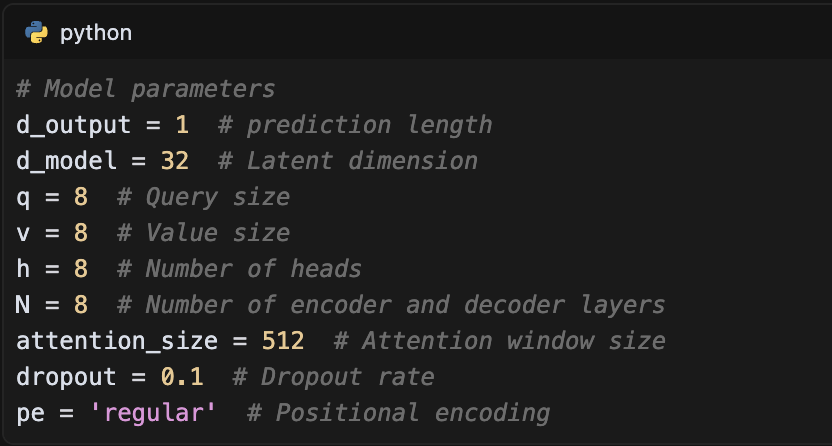 python
# Model parameters
d_output = 1  # prediction length
d_model = 32  # Latent dimension
q = 8  # Query size
v = 8  # Value size
h = 8  # Number of heads
N = 8  # Number of encoder and decoder layers
attention_size = 512  # Attention window size
dropout = 0.1  # Dropout rate
pe = 'regular'  # Positional encoding